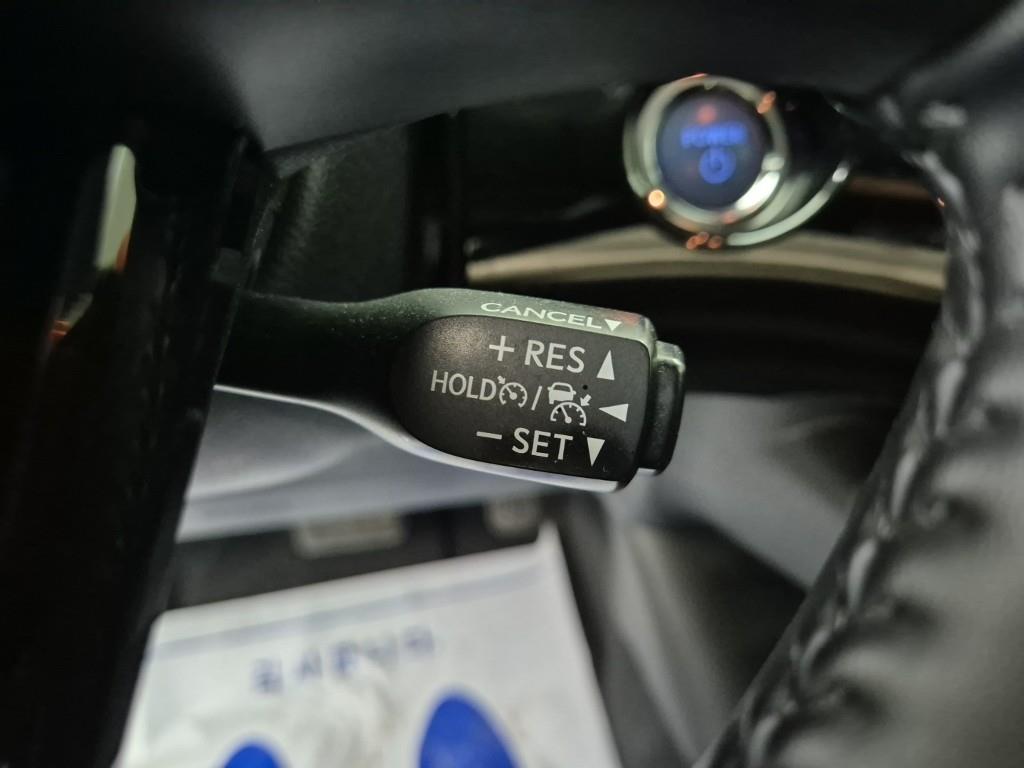 POWER
CANCEL▼
+ RES ▲
HOLD / ◀
− SET ▼